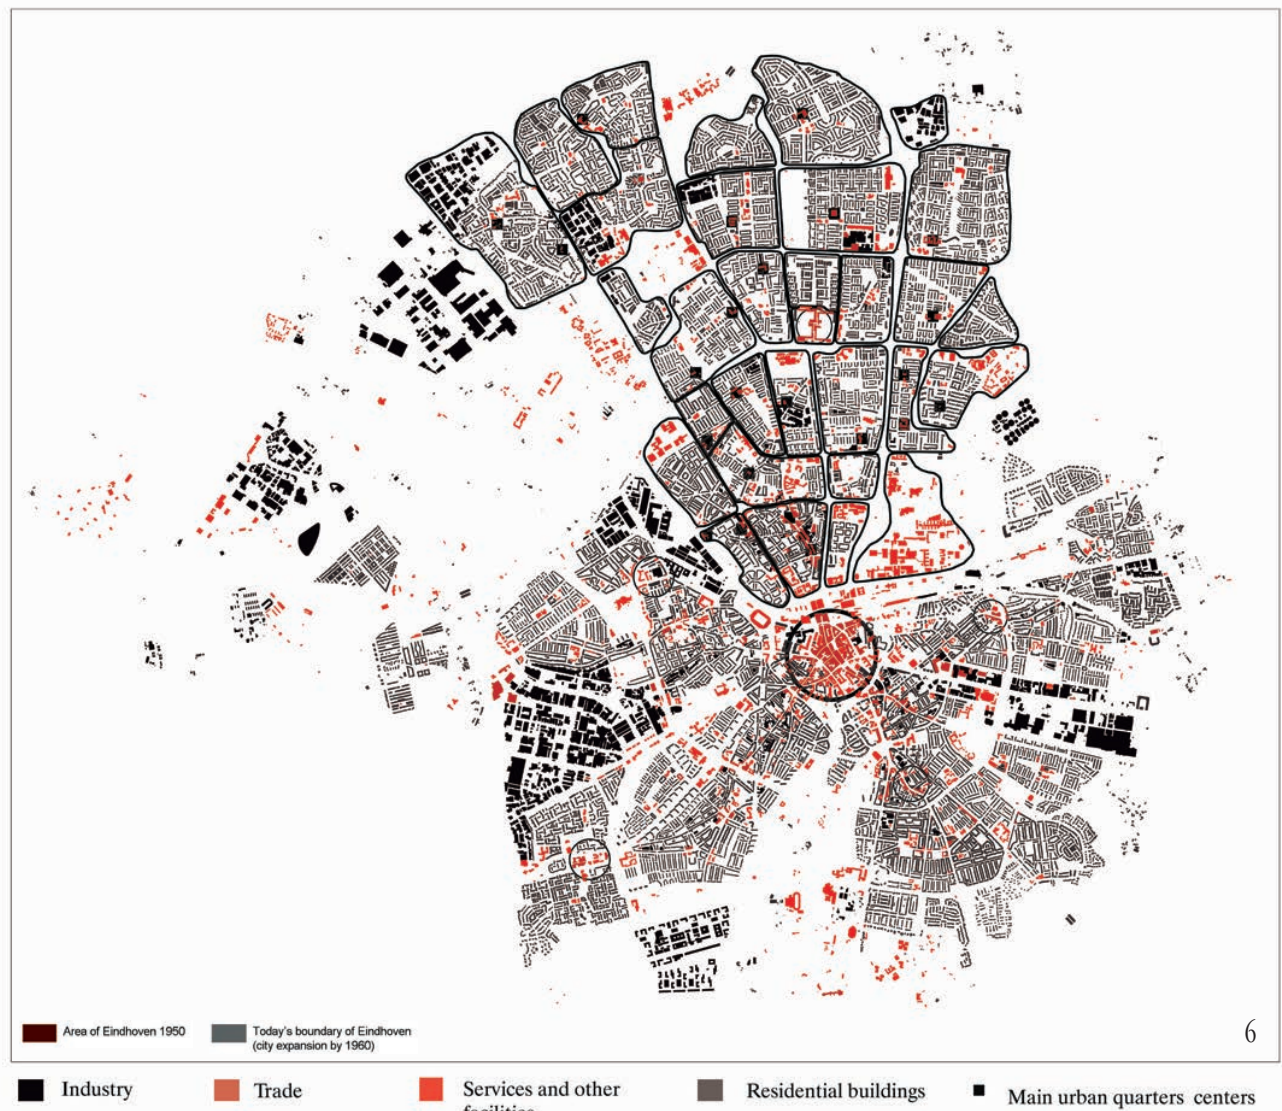 6
Area of Eindhoven 1950
Today's boundary of Eindhoven
(city expansion by 1960)
Industry
Trade
Services and other
facilities
Residential buildings
Main urban quarters centers